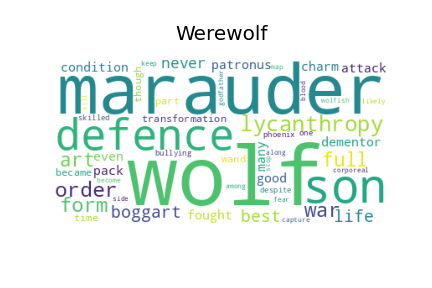 Werewolf
condition though never keep patronus godfather map charm blood attack
marauder
kill part wolfish likely
skilled transformation lycanthropy
defence phoenix one
art even bullying many along dementor
became pack wand step good full
order become wolf among despite corporeal son
form side boggart fought best fear war life
time capture